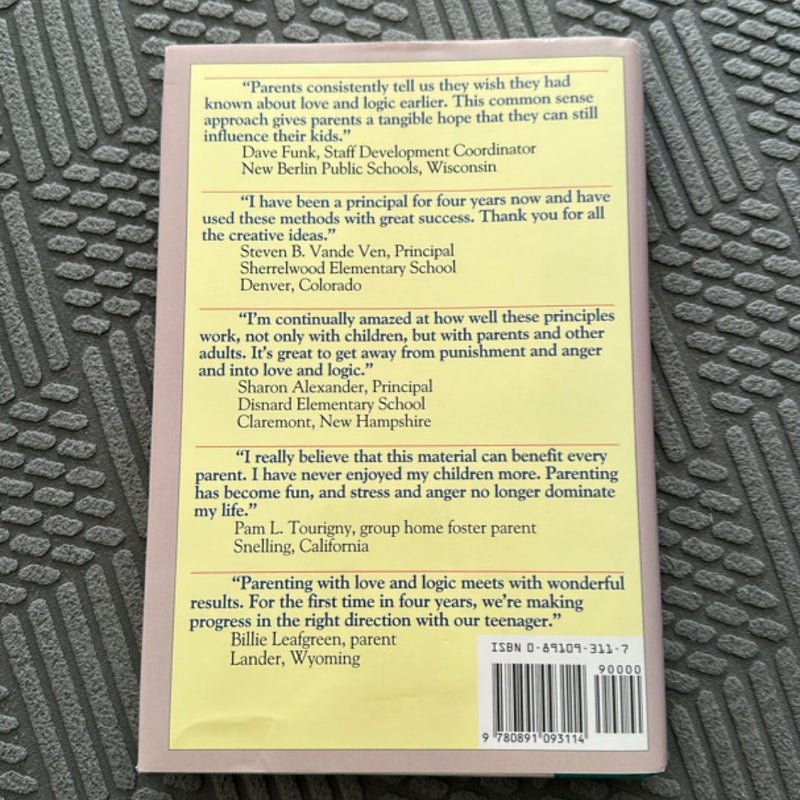 “Parents consistently tell us they wish they had
known about love and logic earlier. This common sense
approach gives parents a tangible hope that they can still
influence their kids.”
Dave Funk, Staff Development Coordinator
New Berlin Public Schools, Wisconsin
“I have been a principal for four years now and have
used these methods with great success. Thank you for all
the creative ideas.”
Steven B. Vande Ven, Principal
Sherrelwood Elementary School
Denver, Colorado
“I’m continually amazed at how well these principles
work, not only with children, but with parents and other
adults. It’s great to get away from punishment and anger
and into love and logic.”
Sharon Alexander, Principal
Disnard Elementary School
Claremont, New Hampshire
“I really believe that this material can benefit every
parent. I have never enjoyed my children more. Parenting
has become fun, and stress and anger no longer dominate
my life.”
Pam L. Tourigny, group home foster parent
Snelling, California
“Parenting with love and logic meets with wonderful
results. For the first time in four years, we’re making
progress in the right direction with our teenager.”
Billie Leafgreen, parent
Lander, Wyoming
ISBN 0-89109-311-7
90000
9 780891 093114